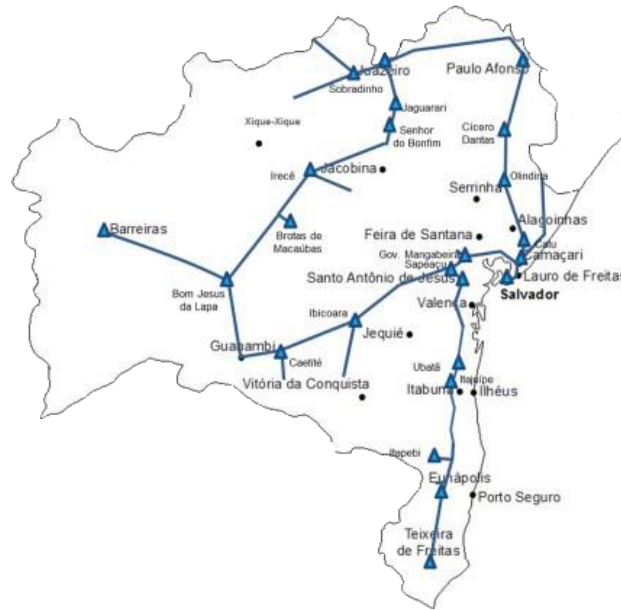 Juazeiro
Paulo Afonso
Sobradinho
Jaguarari
Xique-Xique
Senhor
do Bonfim
Cícero
Dantas
Jacobina
Irecê
Olindina
Serrinha
Barreiras
Brotas de
Macaúbas
Alagoinhas
Feira de Santana
Catu
Gov. Mangabeira
Camaçari
Sapeaçu
Santo Antônio de Jesus
Lauro de Freitas
Bom Jesus
da Lapa
Salvador
Valença
Ibicoara
Jequié
Guanambi
Caetité
Ubatã
Itajuípe
Vitória da Conquista
Itabuna
Ilhéus
Itapebi
Eunápolis
Porto Seguro
Teixeira
de Freitas